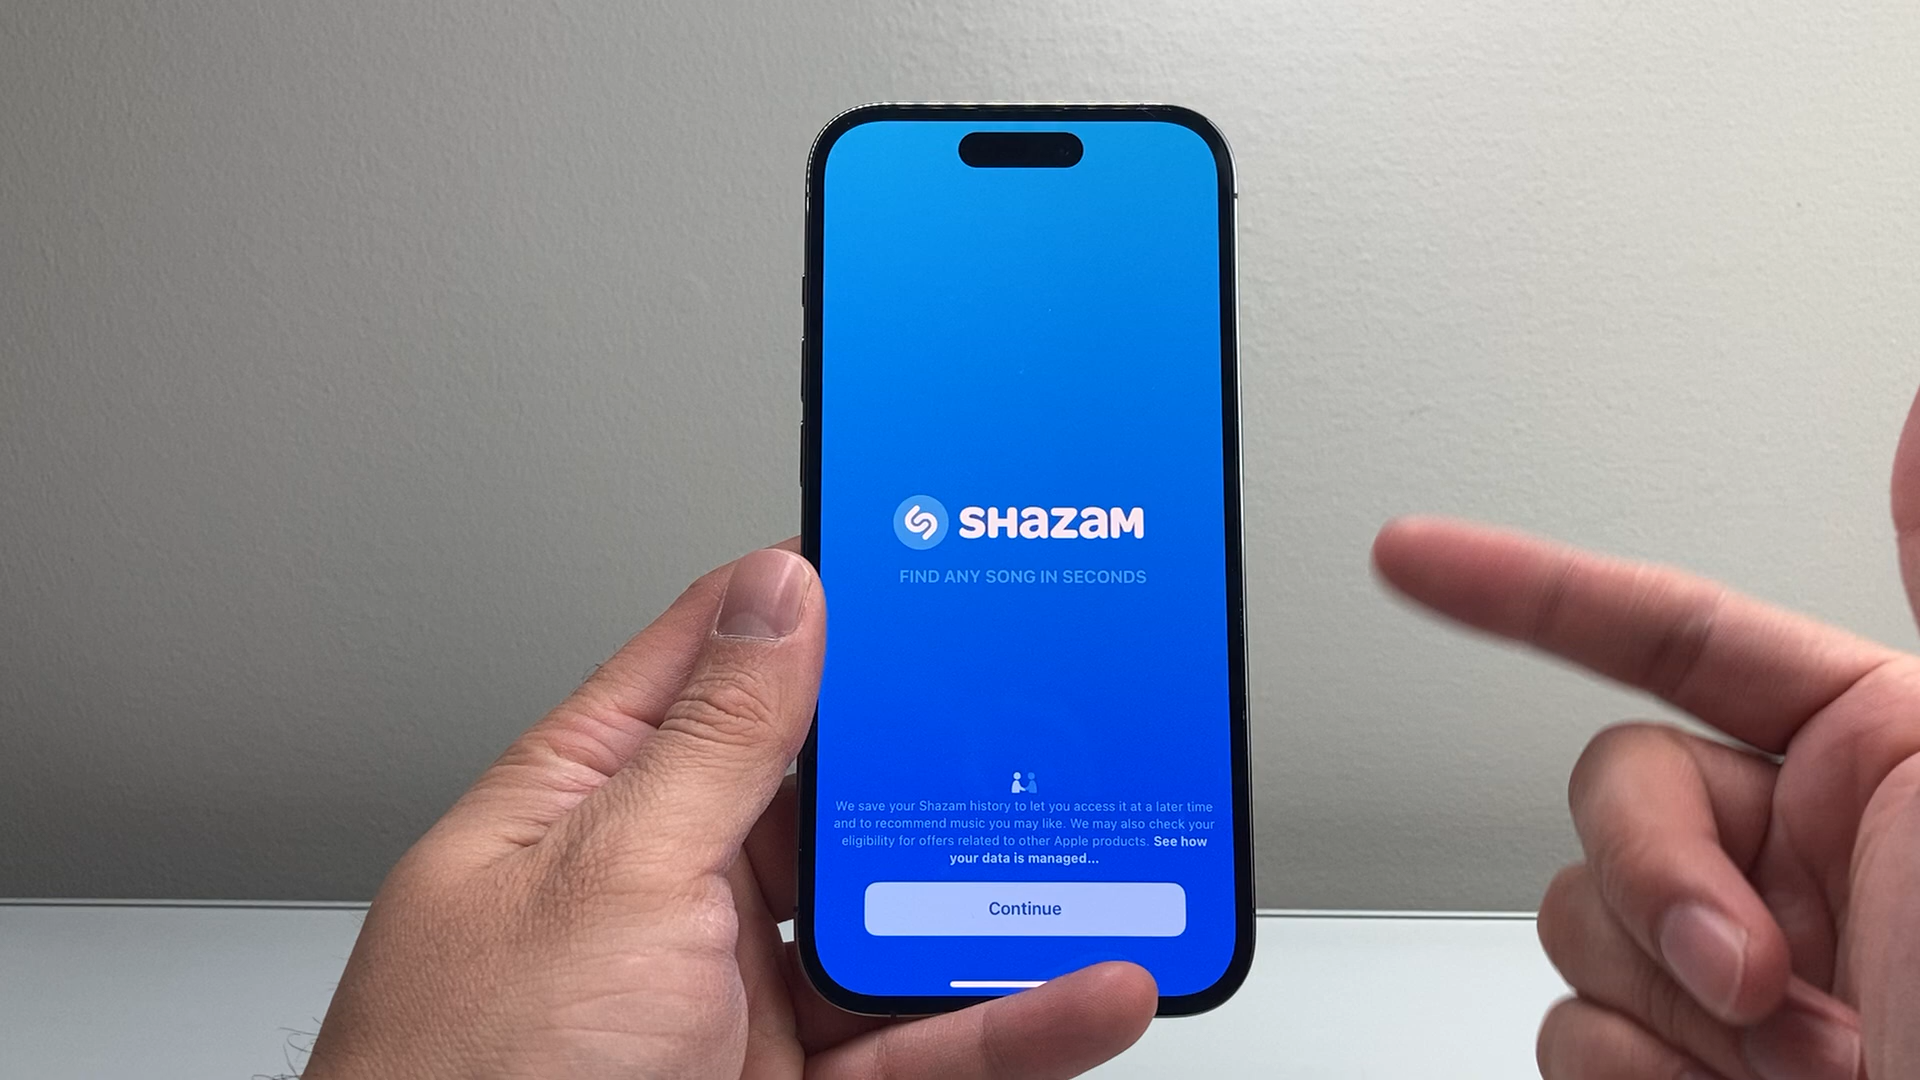 SHAZAM
FIND ANY SONG IN SECONDS
We save your Shazam history to let you access it at a later time
and to recommend music you may like. We may also check your
eligibility for offers related to other Apple products. See how
your data is managed...
Continue